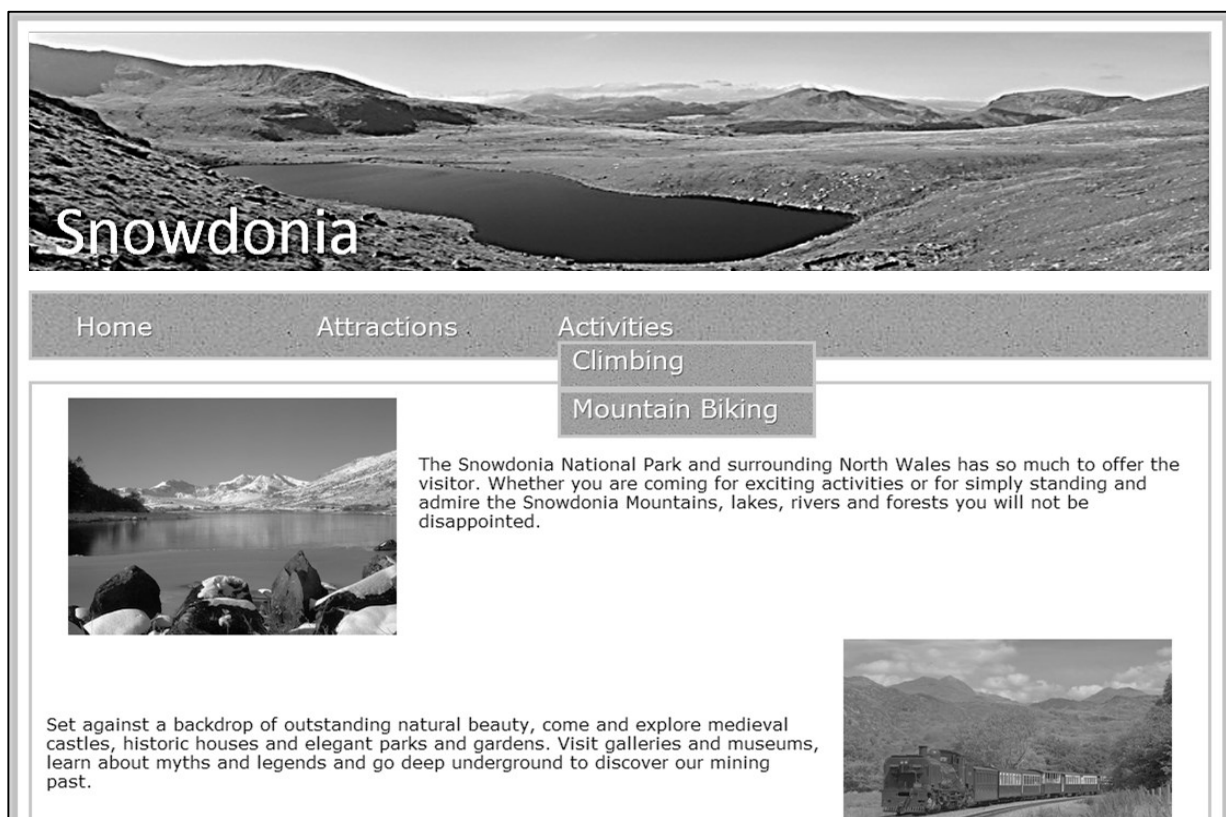 Snowdonia
Home Attractions Activities
Climbing
Mountain Biking
The Snowdonia National Park and surrounding North Wales has so much to offer the
visitor. Whether you are coming for exciting activities or for simply standing and
admire the Snowdonia Mountains, lakes, rivers and forests you will not be
disappointed.
Set against a backdrop of outstanding natural beauty, come and explore medieval
castles, historic houses and elegant parks and gardens. Visit galleries and museums,
learn about myths and legends and go deep underground to discover our mining
past.